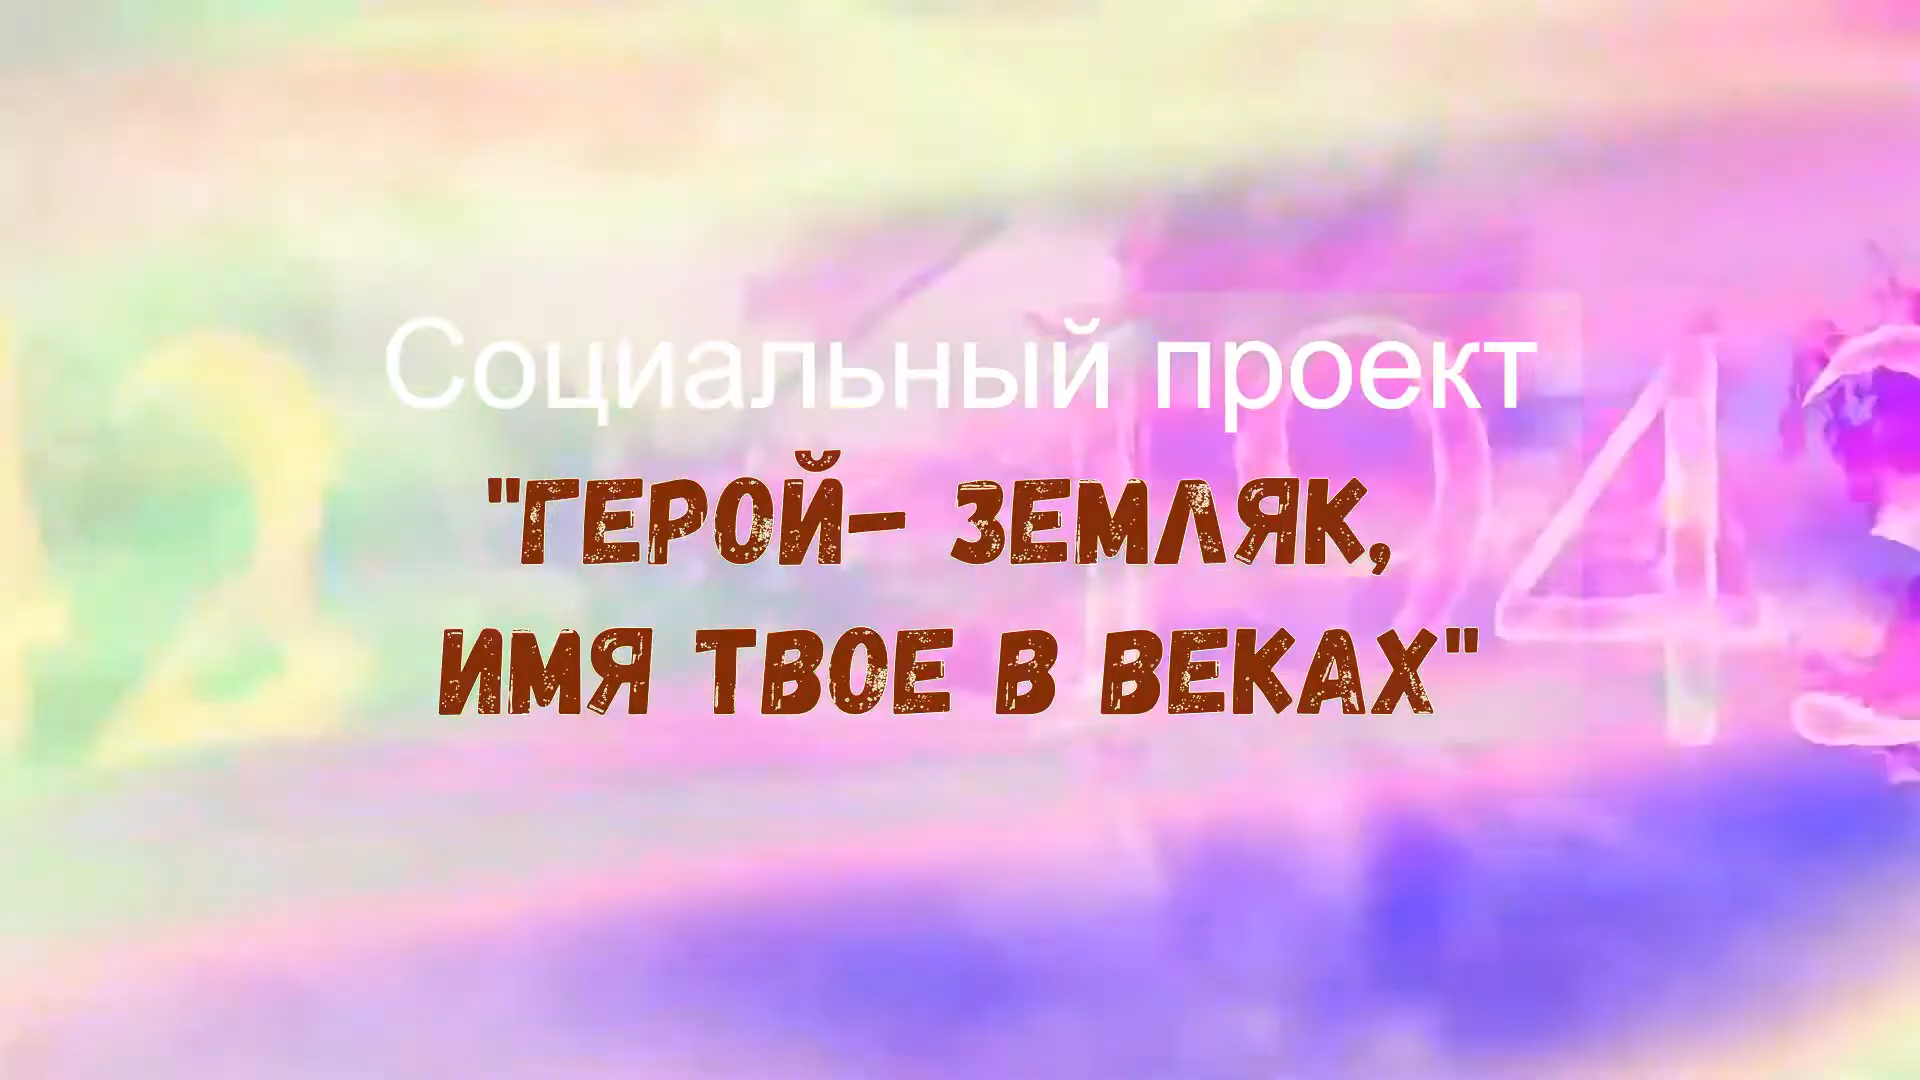 Социальный проект
"ГЕРОЙ- ЗЕМЛЯК,
ИМЯ ТВОЕ В ВЕКАХ"